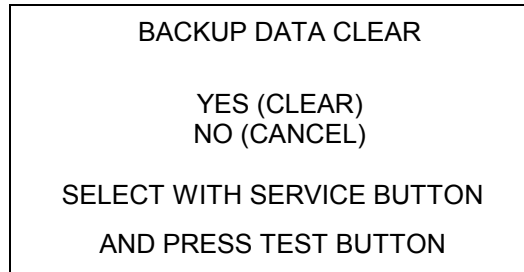 BACKUP DATA CLEAR
YES (CLEAR)
NO (CANCEL)
SELECT WITH SERVICE BUTTON
AND PRESS TEST BUTTON